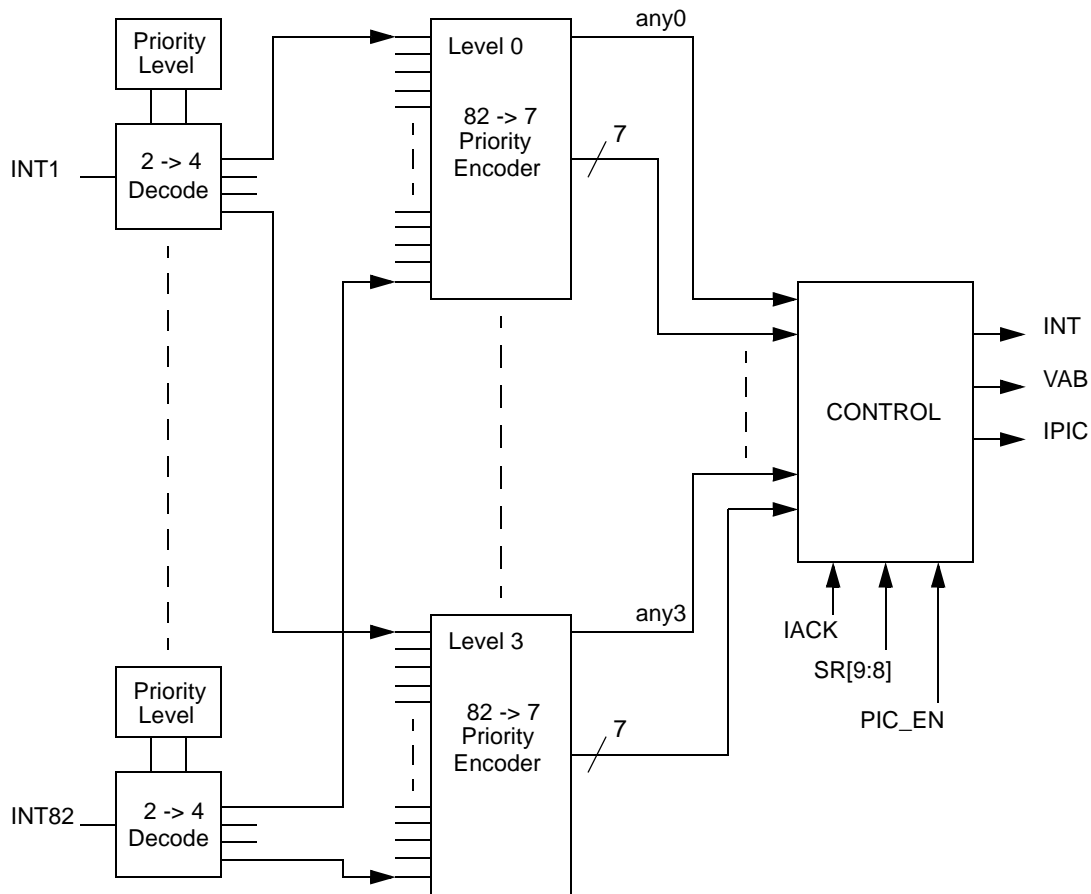 Priority
Level
2 -> 4
Decode
INT1
Level 0
82 -> 7
Priority
Encoder
any0
7
CONTROL
INT
VAB
IPIC
IACK
SR[9:8]
PIC_EN
Priority
Level
2 -> 4
Decode
INT82
Level 3
82 -> 7
Priority
Encoder
any3
7